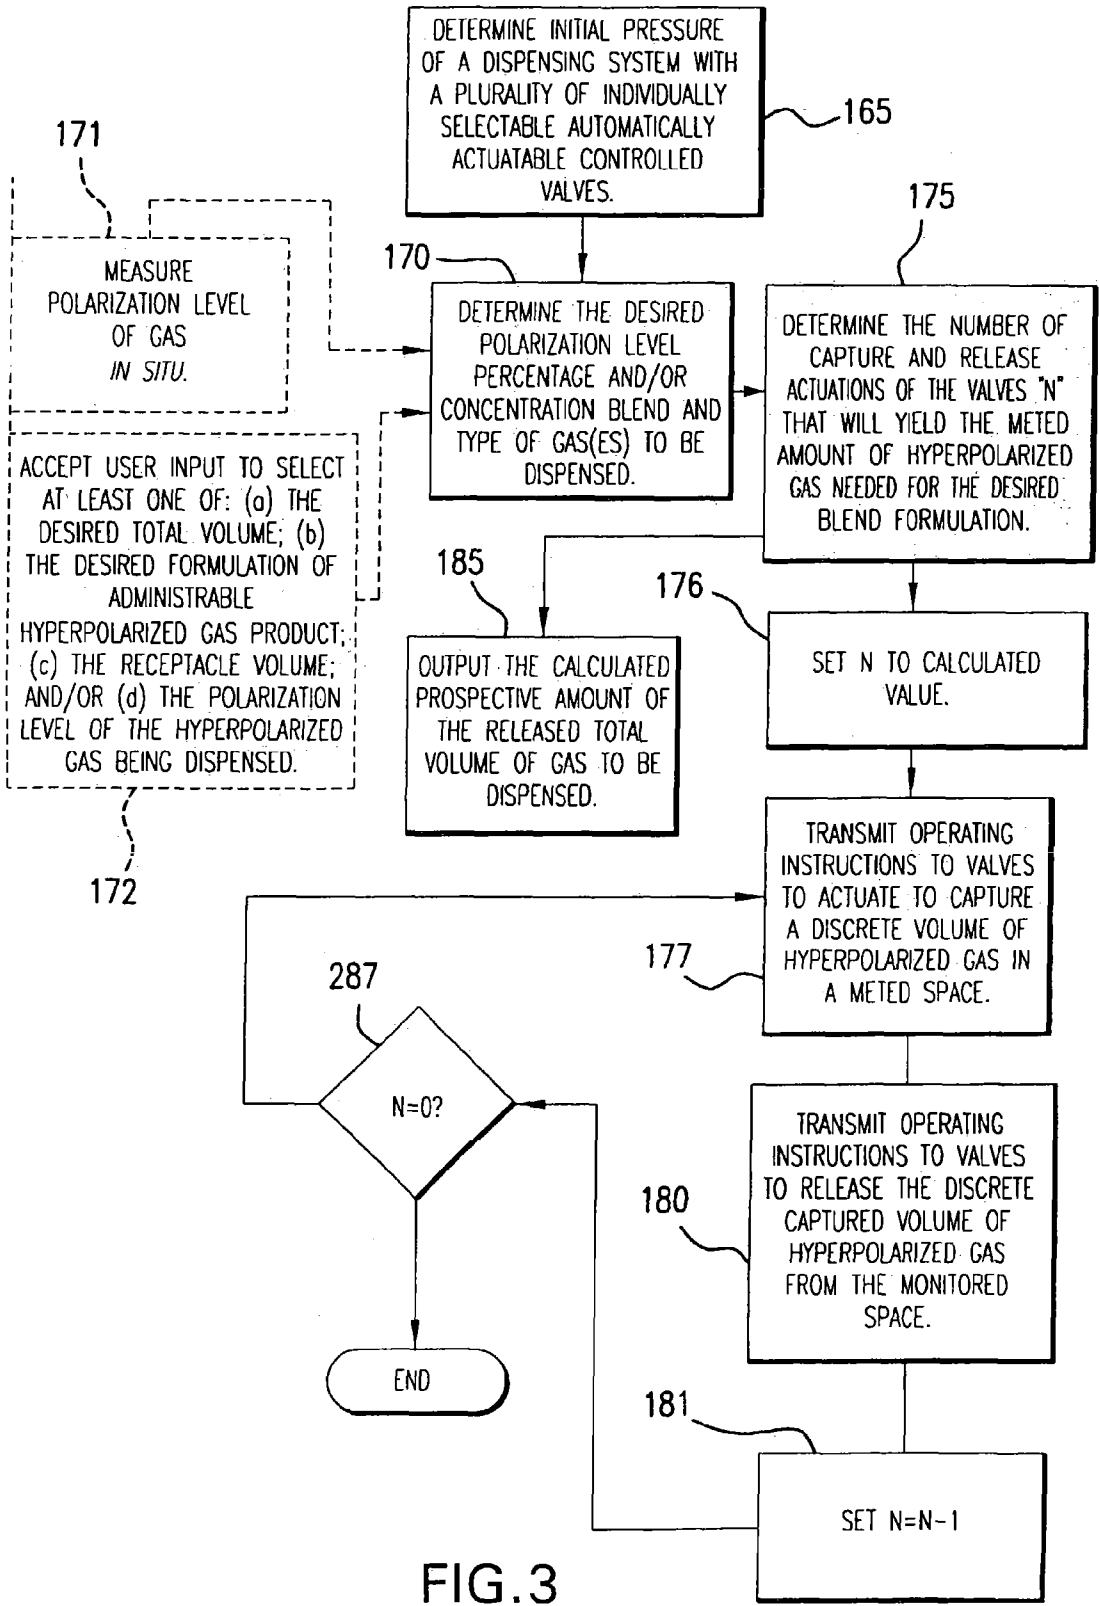 DETERMINE INITIAL PRESSURE
OF A DISPENSING SYSTEM WITH
A PLURALITY OF INDIVIDUALLY
SELECTABLE AUTOMATICALLY
ACTUATABLE CONTROLLED
VALVES.
165
171
MEASURE
POLARIZATION LEVEL
OF GAS
IN SITU.
170
DETERMINE THE DESIRED
POLARIZATION LEVEL
PERCENTAGE AND/OR
CONCENTRATION BLEND AND
TYPE OF GAS(ES) TO BE
DISPENSED.
175
DETERMINE THE NUMBER OF
CAPTURE AND RELEASE
ACTUATIONS OF THE VALVES "N"
THAT WILL YIELD THE METED
AMOUNT OF HYPERPOLARIZED
GAS NEEDED FOR THE DESIRED
BLEND FORMULATION.
ACCEPT USER INPUT TO SELECT
AT LEAST ONE OF: (a) THE
DESIRED TOTAL VOLUME; (b)
THE DESIRED FORMULATION OF
ADMINISTRABLE
HYPERPOLARIZED GAS PRODUCT;
(c) THE RECEPTACLE VOLUME;
AND/OR (d) THE POLARIZATION
LEVEL OF THE HYPERPOLARIZED
GAS BEING DISPENSED.
172
185
OUTPUT THE CALCULATED
PROSPECTIVE AMOUNT OF
THE RELEASED TOTAL
VOLUME OF GAS TO BE
DISPENSED.
176
SET N TO CALCULATED
VALUE.
177
TRANSMIT OPERATING
INSTRUCTIONS TO VALVES
TO ACTUATE TO CAPTURE
A DISCRETE VOLUME OF
HYPERPOLARIZED GAS IN
A METED SPACE.
287
N=0?
180
TRANSMIT OPERATING
INSTRUCTIONS TO VALVES
TO RELEASE THE DISCRETE
CAPTURED VOLUME OF
HYPERPOLARIZED GAS
FROM THE MONITORED
SPACE.
END
181
SET N=N-1
FIG.3